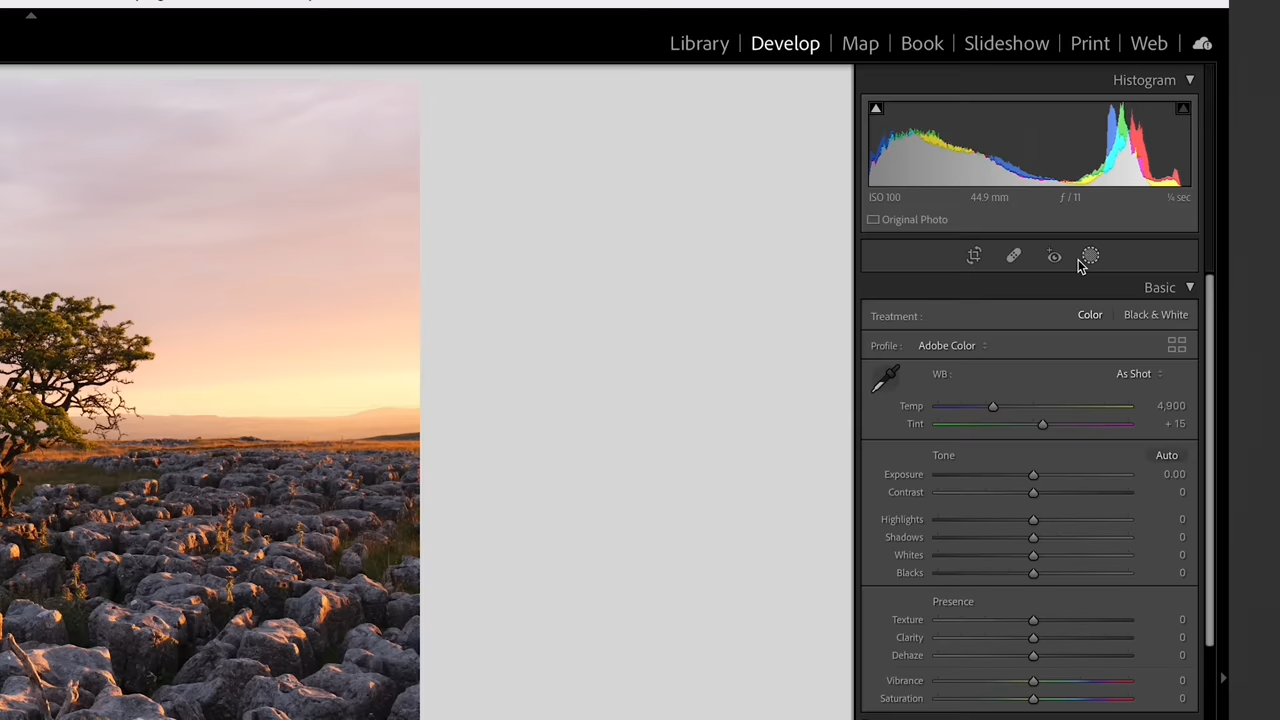 Library | Develop | Map | Book | Slideshow | Print | Web |
Histogram
ISO 100 44.9 mm ƒ / 11 ¼ sec
Original Photo
Basic
Treatment : Color | Black & White
Profile : Adobe Color
WB : As Shot
Temp 4,900
Tint + 15
Tone Auto
Exposure 0.00
Contrast 0
Highlights 0
Shadows 0
Whites 0
Blacks 0
Presence
Texture 0
Clarity 0
Dehaze 0
Vibrance 0
Saturation 0